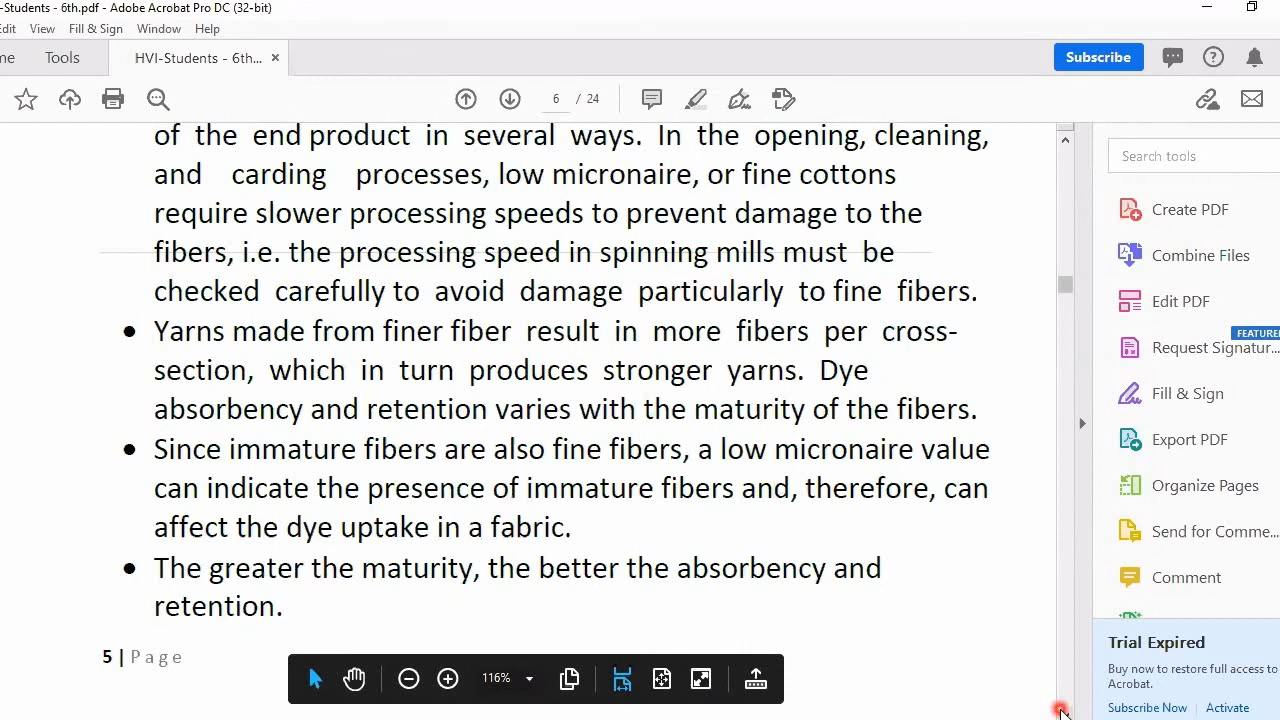 -Students - 6th.pdf - Adobe Acrobat Pro DC (32-bit)
Edit View Fill & Sign Window Help
me Tools HVI-Students - 6th... × Subscribe
6 / 24
of the end product in several ways. In the opening, cleaning,
and carding processes, low micronaire, or fine cottons
require slower processing speeds to prevent damage to the
fibers, i.e. the processing speed in spinning mills must be
checked carefully to avoid damage particularly to fine fibers.
• Yarns made from finer fiber result in more fibers per cross-
section, which in turn produces stronger yarns. Dye
absorbency and retention varies with the maturity of the fibers.
• Since immature fibers are also fine fibers, a low micronaire value
can indicate the presence of immature fibers and, therefore, can
affect the dye uptake in a fabric.
• The greater the maturity, the better the absorbency and
retention.
5 | Page
116%
Search tools
Create PDF
Combine Files
Edit PDF
FEATURE
Request Signatur...
Fill & Sign
Export PDF
Organize Pages
Send for Comme...
Comment
Trial Expired
Buy now to restore full access to
Acrobat.
Subscribe Now Activate